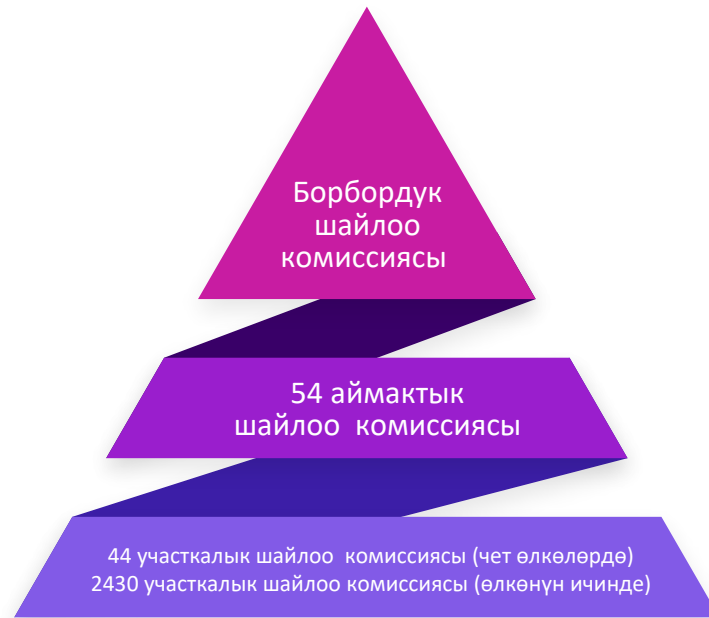 Борбордук
шайлоо
комиссиясы
54 аймактык
шайлоо  комиссиясы
44 участкалык шайлоо  комиссиясы (чет өлкөлөрдө)
2430 участкалык шайлоо комиссиясы (өлкөнүн ичинде)